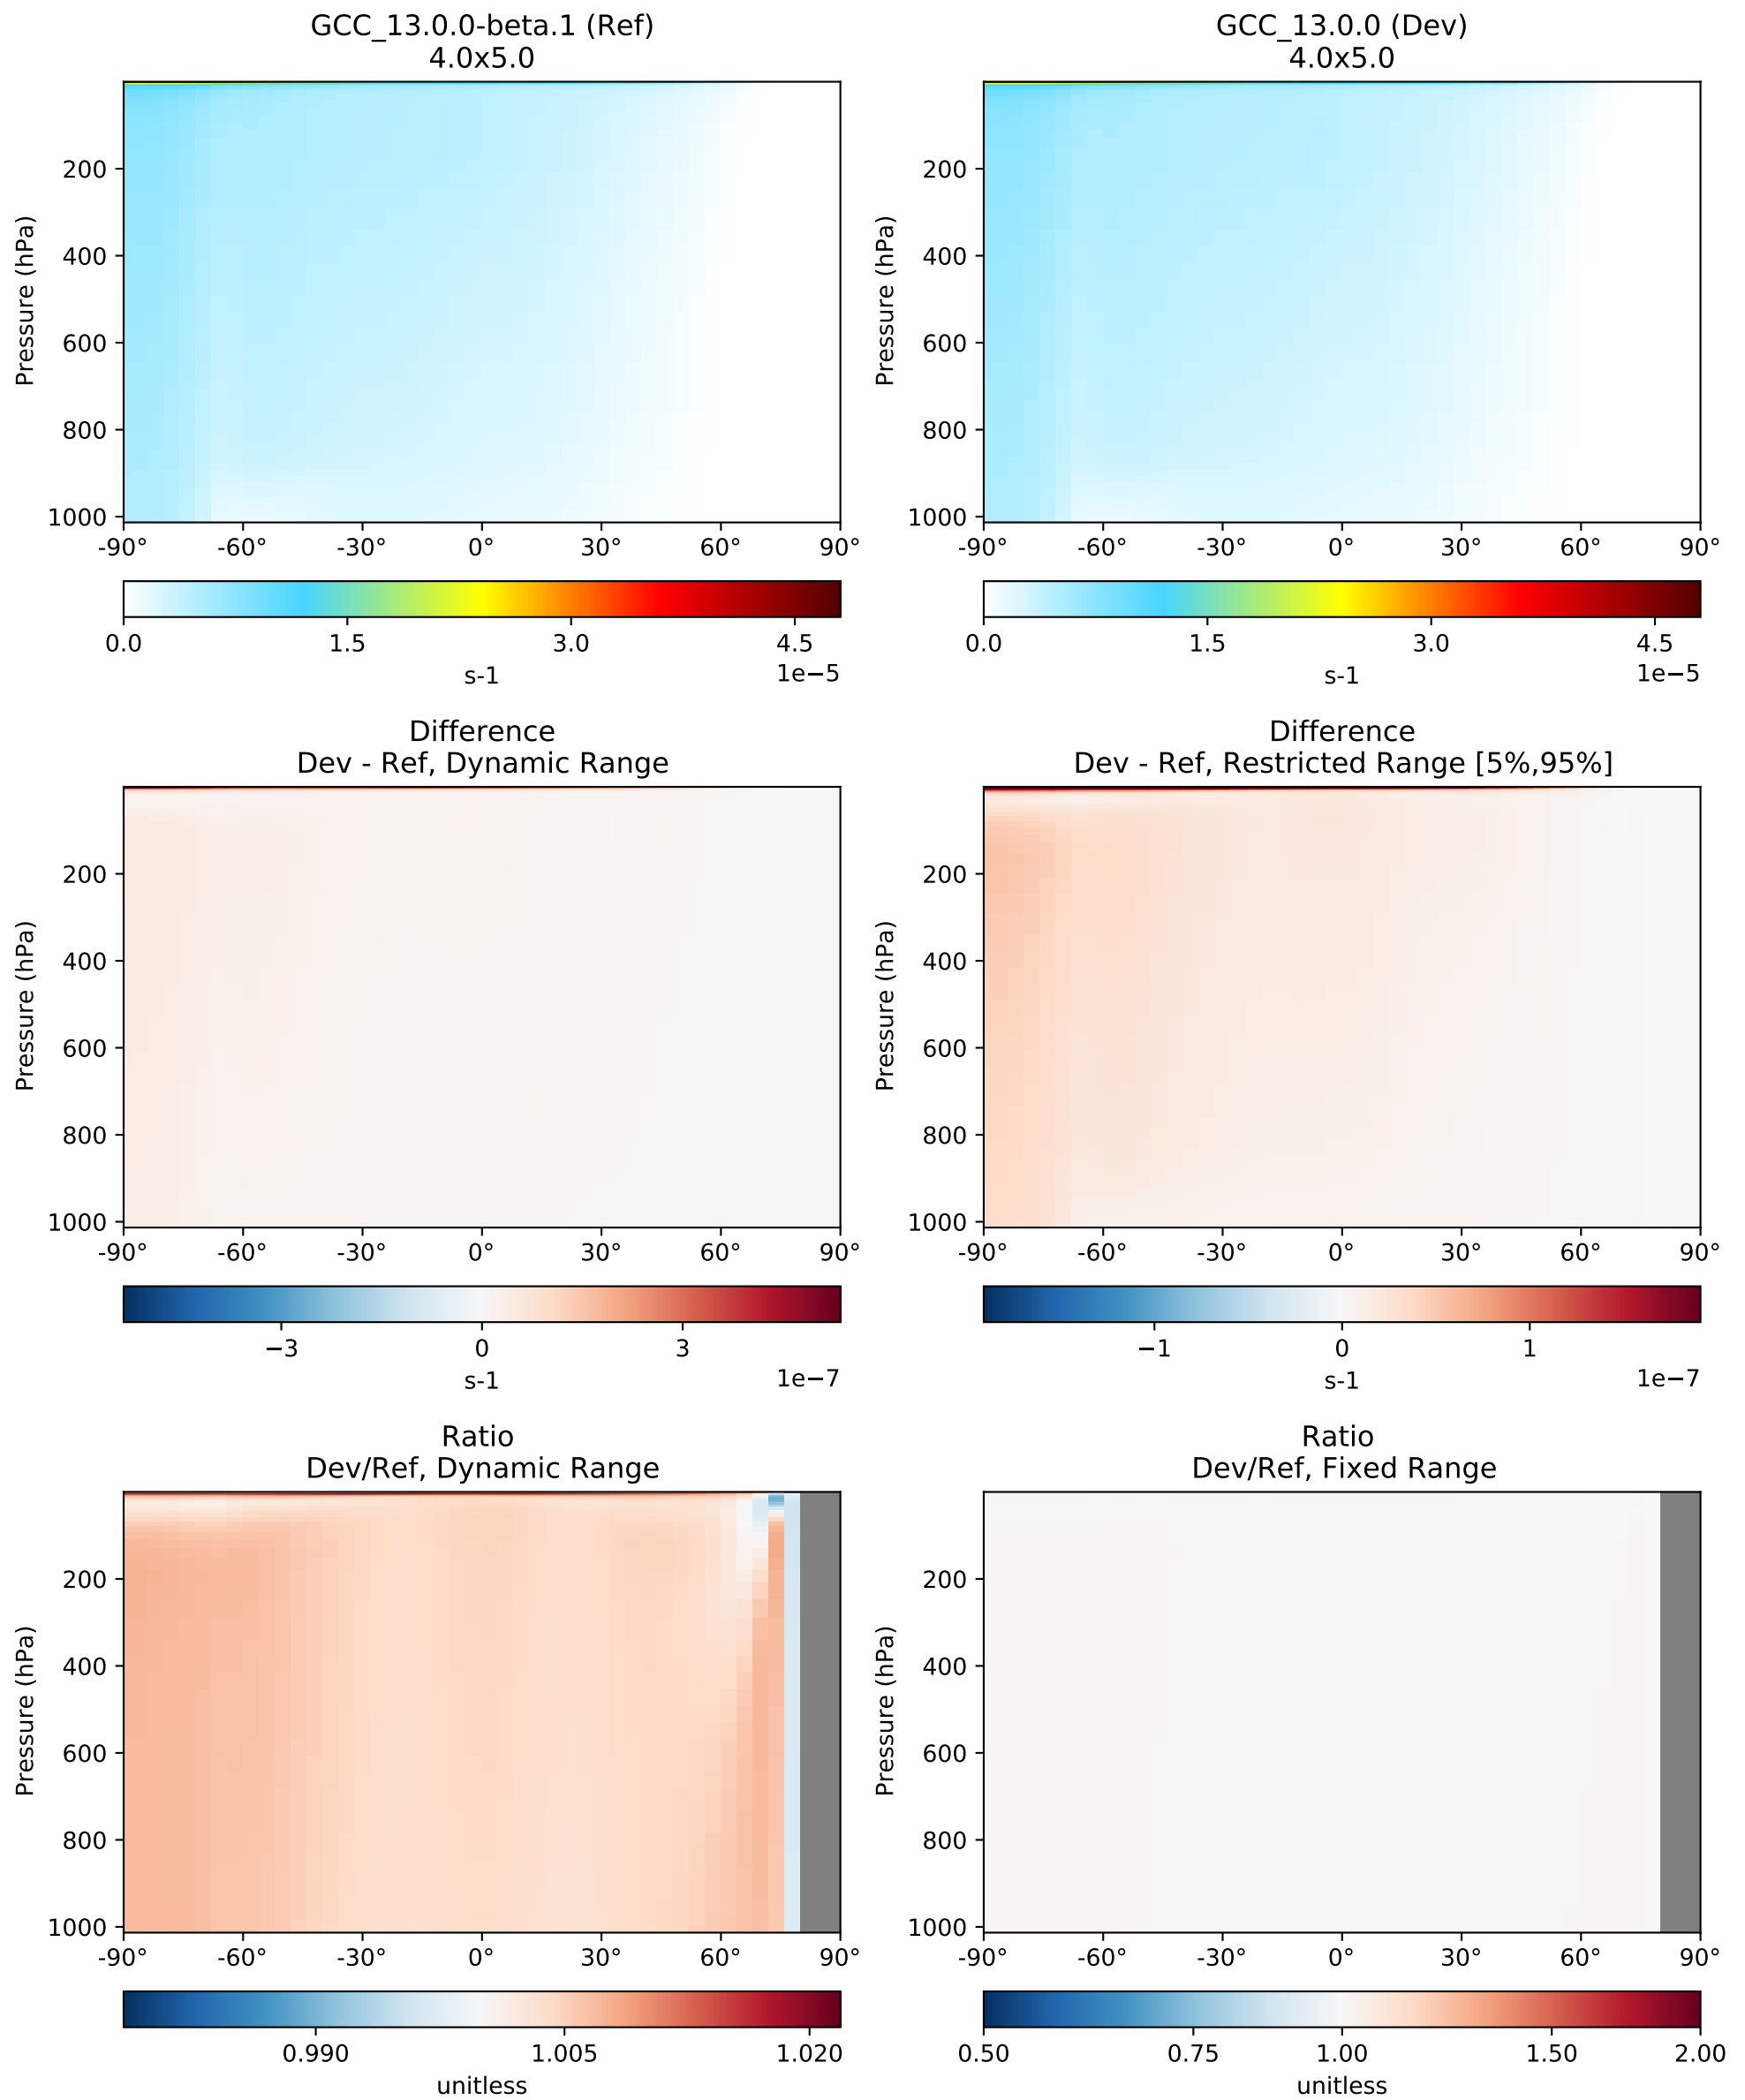 GCC_13.0.0-beta.1 (Ref)
4.0x5.0
Pressure (hPa)
200
400
600
800
1000
-90° -60° -30° 0° 30° 60° 90°
0.0 1.5 3.0 4.5
s-1 1e−5
GCC_13.0.0 (Dev)
4.0x5.0
Pressure (hPa)
200
400
600
800
1000
-90° -60° -30° 0° 30° 60° 90°
0.0 1.5 3.0 4.5
s-1 1e−5
Difference
Dev - Ref, Dynamic Range
Pressure (hPa)
200
400
600
800
1000
-90° -60° -30° 0° 30° 60° 90°
−3 0 3
s-1 1e−7
Difference
Dev - Ref, Restricted Range [5%,95%]
Pressure (hPa)
200
400
600
800
1000
-90° -60° -30° 0° 30° 60° 90°
−1 0 1
s-1 1e−7
Ratio
Dev/Ref, Dynamic Range
Pressure (hPa)
200
400
600
800
1000
-90° -60° -30° 0° 30° 60° 90°
0.990 1.005 1.020
unitless
Ratio
Dev/Ref, Fixed Range
Pressure (hPa)
200
400
600
800
1000
-90° -60° -30° 0° 30° 60° 90°
0.50 0.75 1.00 1.50 2.00
unitless